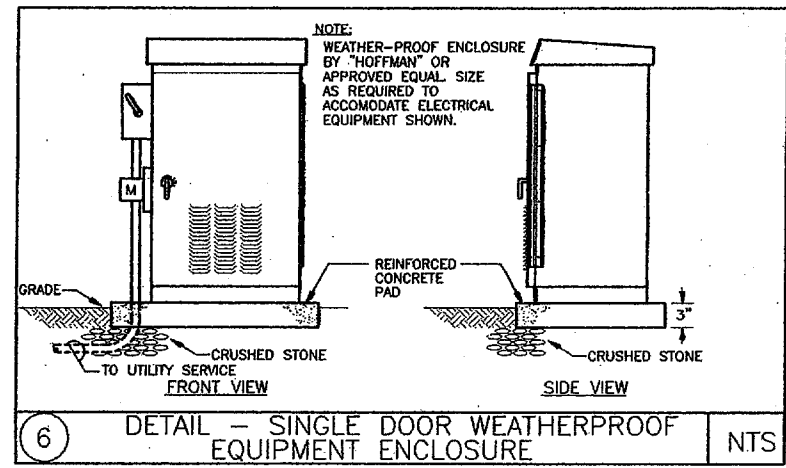 NOTE:
WEATHER-PROOF ENCLOSURE
BY "HOFFMAN" OR
APPROVED EQUAL. SIZE
AS REQUIRED TO
ACCOMODATE ELECTRICAL
EQUIPMENT SHOWN.
M
REINFORCED
CONCRETE
PAD
GRADE
3"
CRUSHED STONE
CRUSHED STONE
TO UTILITY SERVICE
FRONT VIEW
SIDE VIEW
6
DETAIL - SINGLE DOOR WEATHERPROOF
EQUIPMENT ENCLOSURE
NTS